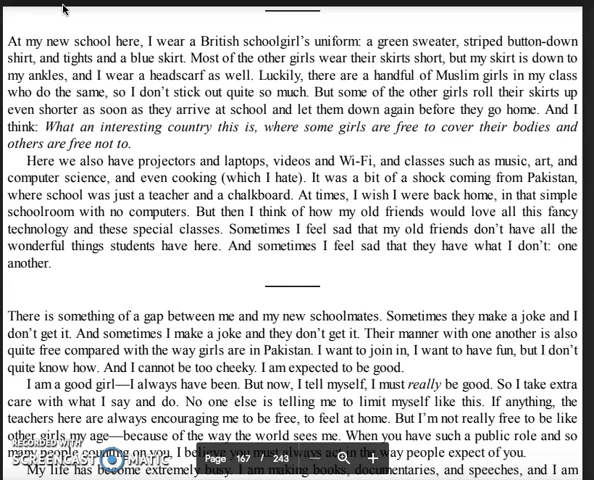 At my new school here, I wear a British schoolgirl's uniform: a green sweater, striped button-down
shirt, and tights and a blue skirt. Most of the other girls wear their skirts short, but my skirt is down to
my ankles, and I wear a headscarf as well. Luckily, there are a handful of Muslim girls in my class
who do the same, so I don't stick out quite so much. But some of the other girls roll their skirts up
even shorter as soon as they arrive at school and let them down again before they go home. And I
think: What an interesting country this is, where some girls are free to cover their bodies and
others are free not to.
Here we also have projectors and laptops, videos and Wi-Fi, and classes such as music, art, and
computer science, and even cooking (which I hate). It was a bit of a shock coming from Pakistan,
where school was just a teacher and a chalkboard. At times, I wish I were back home, in that simple
schoolroom with no computers. But then I think of how my old friends would love all this fancy
technology and these special classes. Sometimes I feel sad that my old friends don't have all the
wonderful things students have here. And sometimes I feel sad that they have what I don't: one
another.
There is something of a gap between me and my new schoolmates. Sometimes they make a joke and I
don't get it. And sometimes I make a joke and they don't get it. Their manner with one another is also
quite free compared with the way girls are in Pakistan. I want to join in, I want to have fun, but I don't
quite know how. And I cannot be too cheeky. I am expected to be good.
I am a good girl—I always have been. But now, I tell myself, I must really be good. So I take extra
care with what I say and do. No one else is telling me to limit myself like this. If anything, the
teachers here are always encouraging me to be free, to feel at home. But I'm not really free to be like
other girls my age—because of the way the world sees me. When you have such a public role and so
many people counting on you, I believe you must always act in the way people expect of you.
My life has become extremely busy. I am making books, documentaries, and speeches, and I am
RECORDED WITH
SCREENCAST MATIC
Page 167 / 243